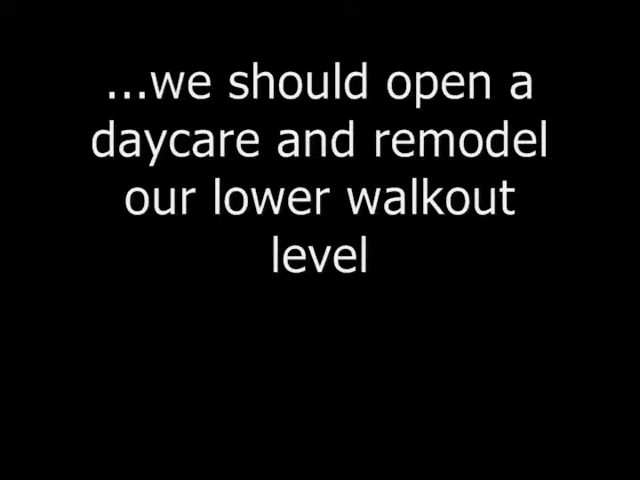 ...we should open a
daycare and remodel
our lower walkout
level